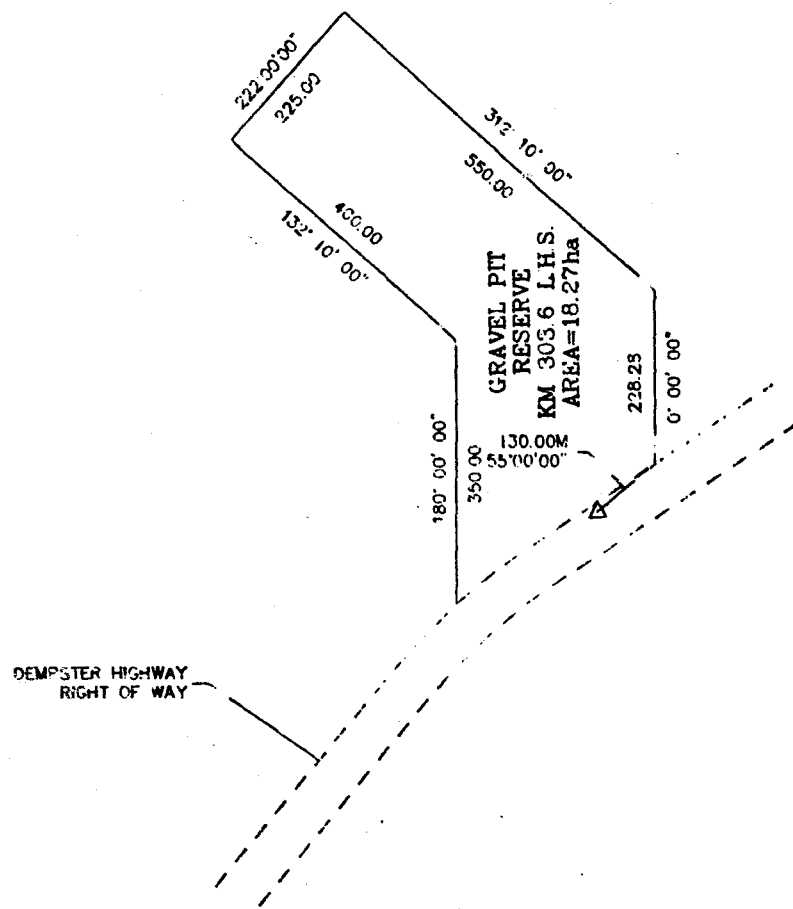 222°00'00"
225.00
312° 10' 00"
550.00
400.00
132° 10' 00"
GRAVEL PIT
RESERVE
KM 303.6 L.H.S.
AREA=18.27ha
228.25
0° 00' 00"
130.00M
55°00'00"
180° 00' 00"
350.00
DEMPSTER HIGHWAY
RIGHT OF WAY